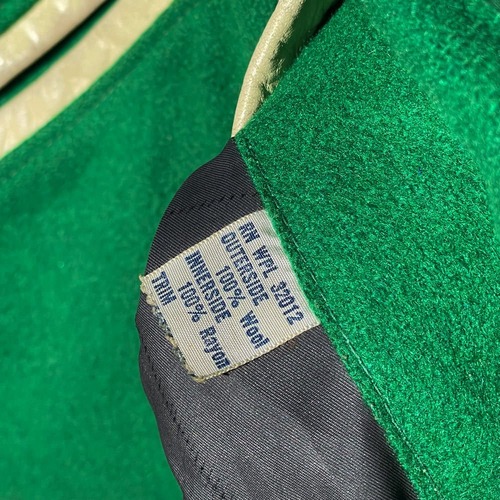 RN WPL 32012
OUTERSIDE
100% Wool
INNERSIDE
100% Rayon
TRIM